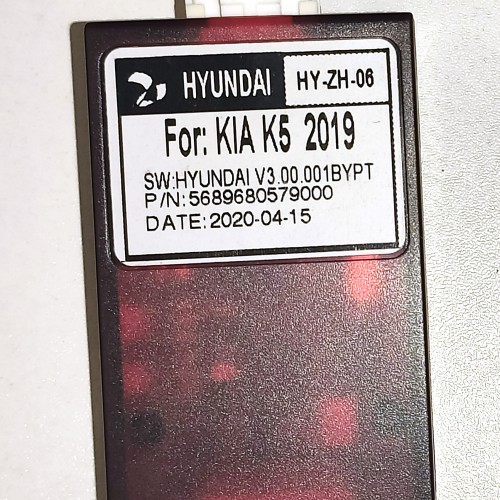 HYUNDAI HY-ZH-06
For: KIA K5 2019
SW:HYUNDAI V3.00.001BYPT
P/N:5689680579000
DATE:2020-04-15